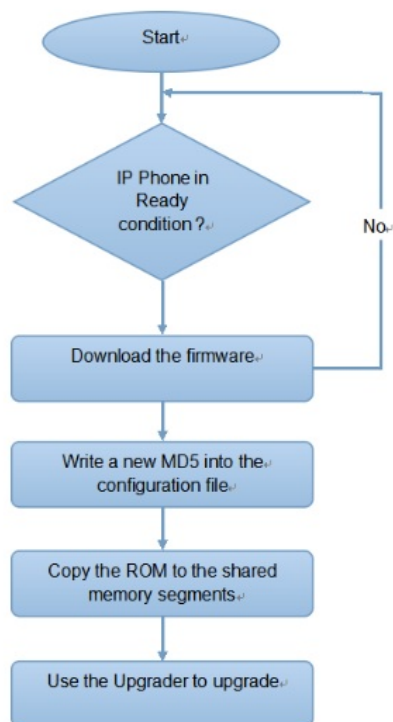 Start
IP Phone in
Ready
condition ?
No
Download the firmware
Write a new MD5 into the
configuration file
Copy the ROM to the shared
memory segments
Use the Upgrader to upgrade